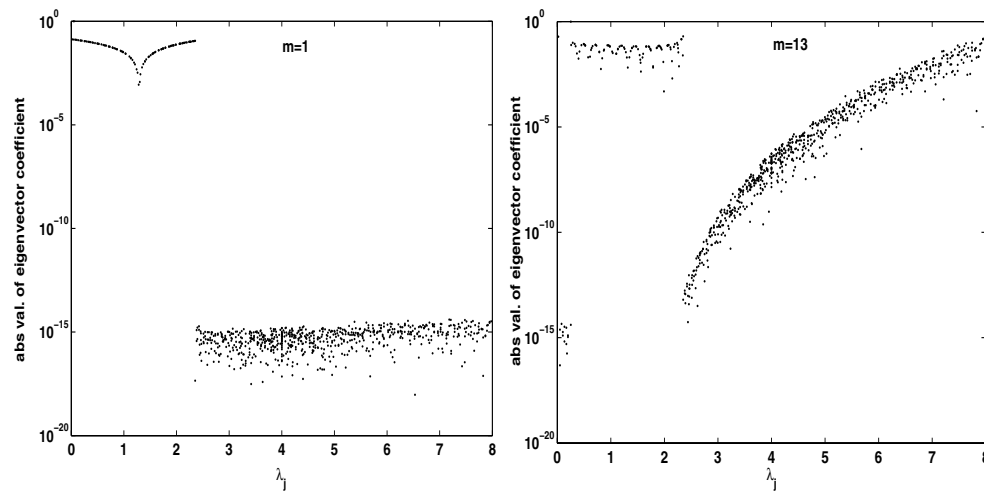 10^0
m=1
10^-5
10^-10
10^-15
10^-20
abs val. of eigenvector coefficient
0 1 2 3 4 5 6 7 8
λ_j
10^0
m=13
10^-5
10^-10
10^-15
10^-20
abs val. of eigenvector coefficient
0 1 2 3 4 5 6 7 8
λ_j